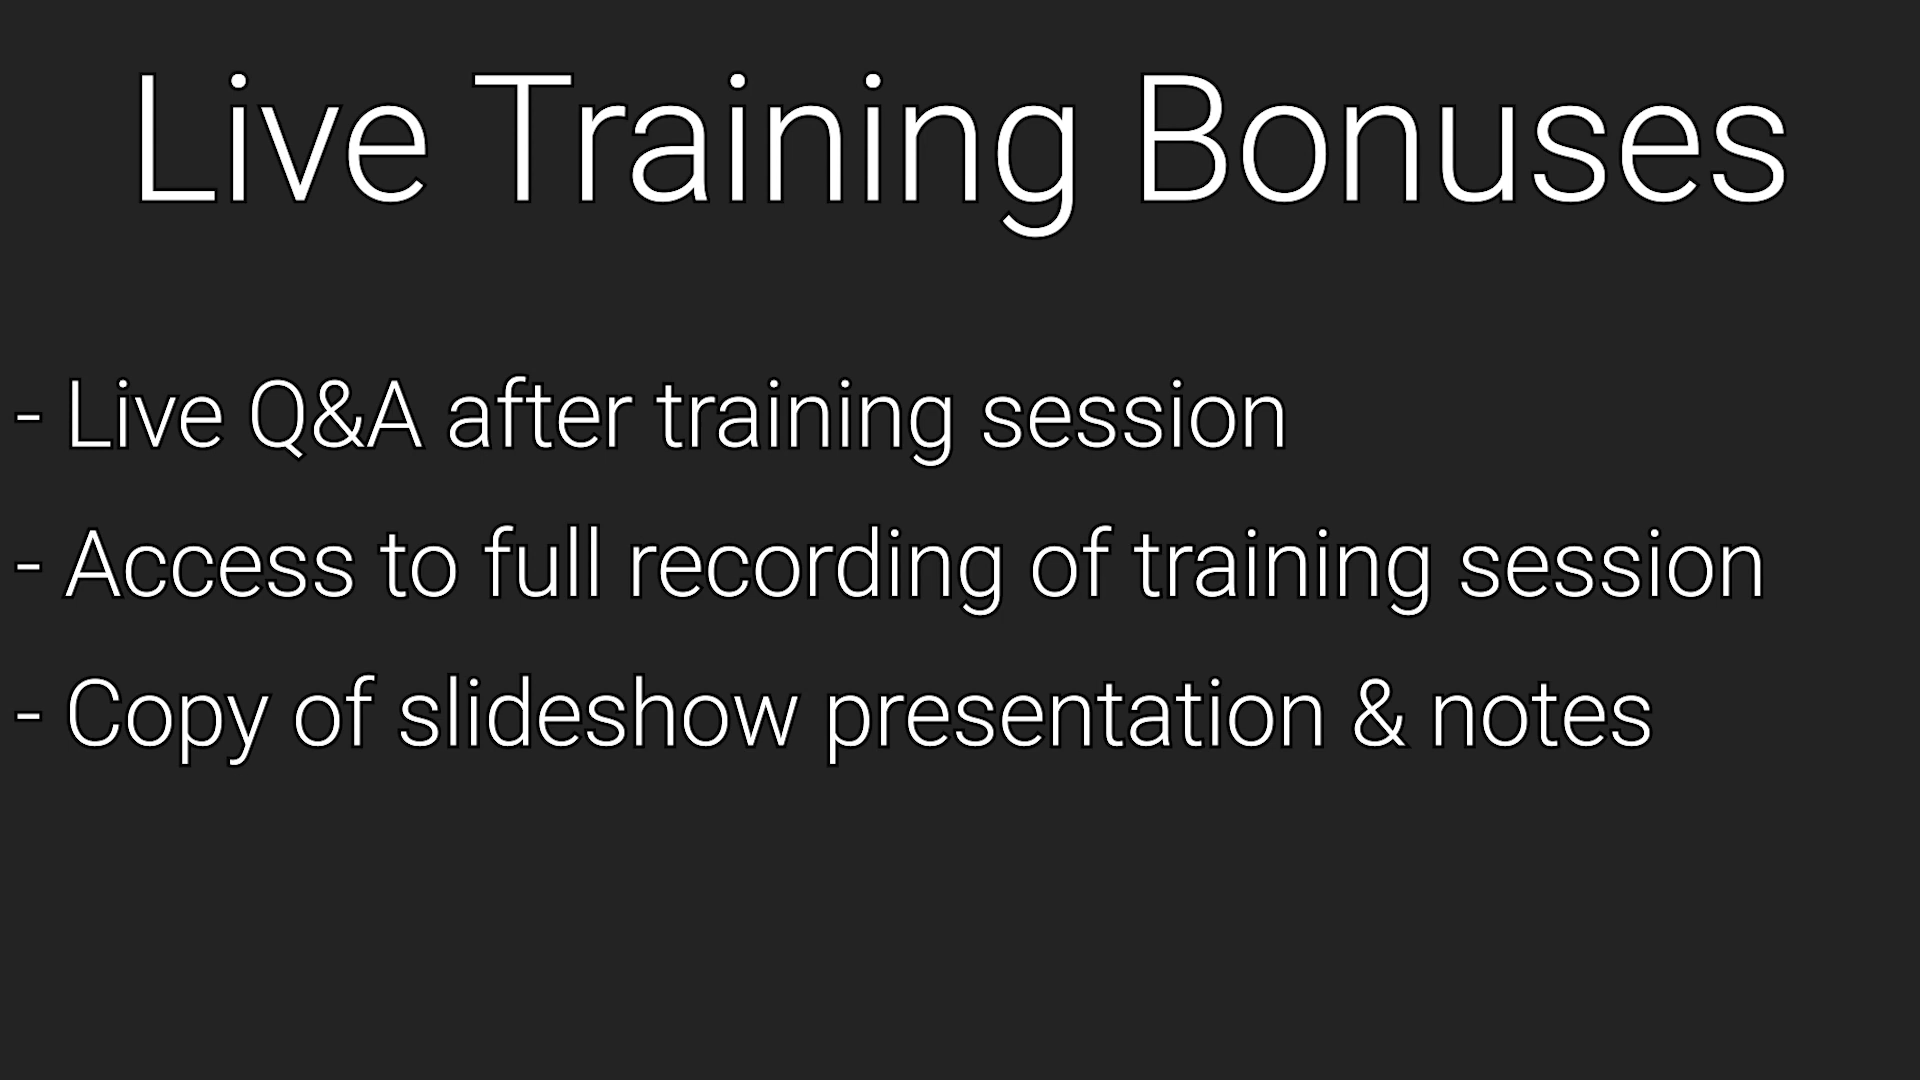 Live Training Bonuses
- Live Q&A after training session
- Access to full recording of training session
- Copy of slideshow presentation & notes